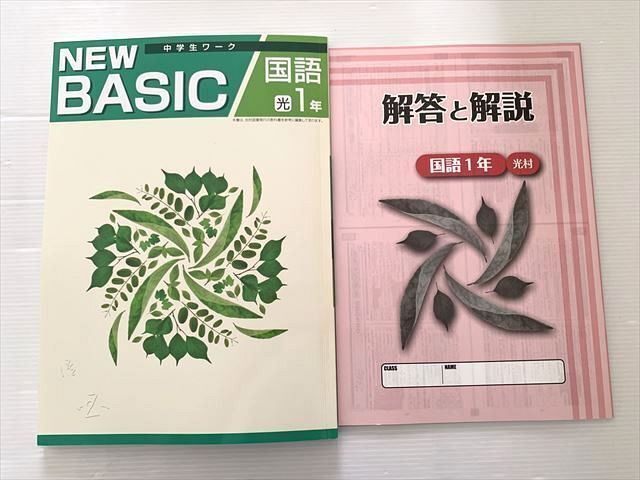 中学生ワーク
NEW
BASIC
国語
光 1年
解答と解説
国語1年 光村
CLASS
NAME